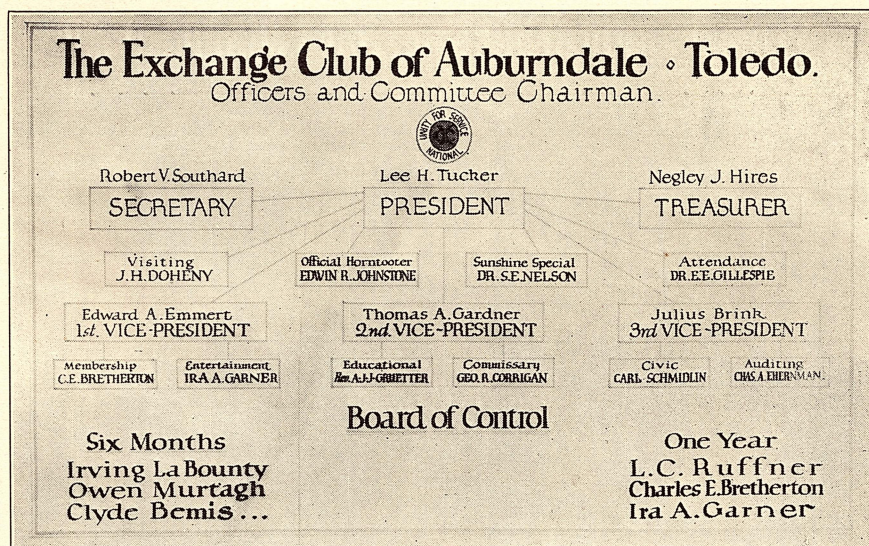 The Exchange Club of Auburndale ∘ Toledo.
Officers and Committee Chairman.
UNITY FOR SERVICE
NATIONAL
Robert V. Southard
SECRETARY
Lee H. Tucker
PRESIDENT
Negley J. Hires
TREASURER
Visiting
J.H. DOHENY
Official Horntooter
EDWIN R. JOHNSTONE
Sunshine Special
DR. S.E. NELSON
Attendance
DR. E.E. GILLESPIE
Edward A. Emmert
1st. VICE-PRESIDENT
Thomas A. Gardner
2nd. VICE-PRESIDENT
Julius Brink
3rd VICE-PRESIDENT
Membership
C.E. BRETHERTON
Entertainment
IRA A. GARNER
Educational
Rev. A.J.J.
Commissary
GEO. R. CORRIGAN
Civic
CARL SCHMIDLIN
Auditing
CHAS A.
Board of Control
Six Months
Irving La Bounty
Owen Murtagh
Clyde Bemis ...
One Year
L.C. Ruffner
Charles E. Bretherton
Ira A. Garner